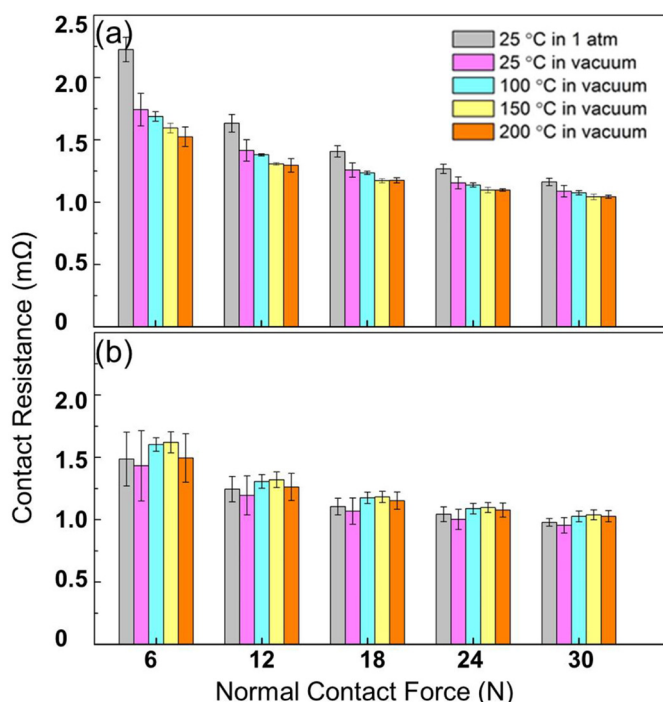 2.5
(a)
25 °C in 1 atm
25 °C in vacuum
2.0
100 °C in vacuum
150 °C in vacuum
1.5
200 °C in vacuum
1.0
0.5
0
(b)
2.0
1.5
1.0
0.5
0
6 12 18 24 30
Contact Resistance (mΩ)
Normal Contact Force (N)